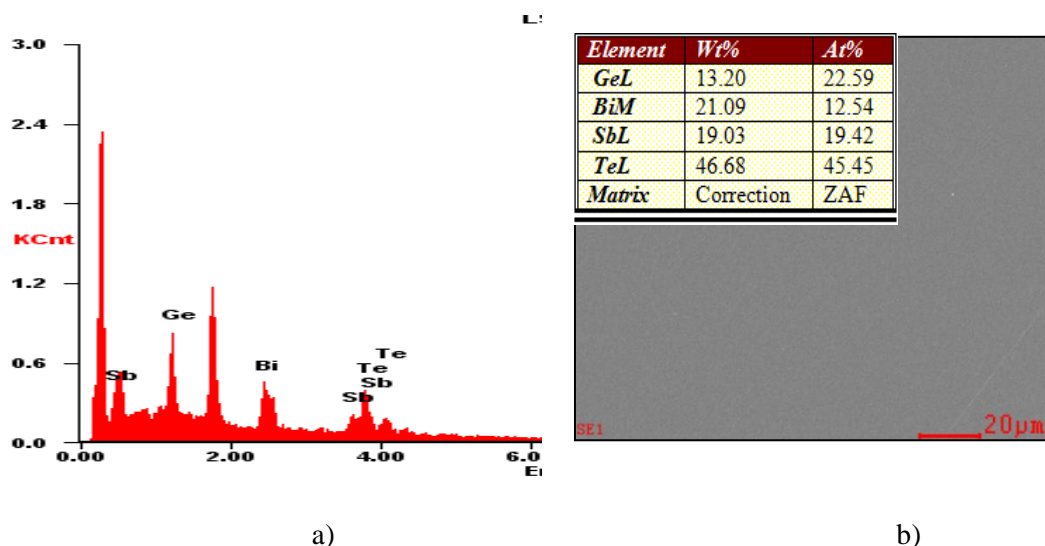 3.0
2.4
1.8
KCnt
1.2
0.6
0.0
Sb
Ge
Bi
Sb
Te
Sb
Te
0.00 2.00 4.00 6.0
Element Wt% At%
GeL 13.20 22.59
BiM 21.09 12.54
SbL 19.03 19.42
TeL 46.68 45.45
Matrix Correction ZAF
SE1
20µm
a) b)